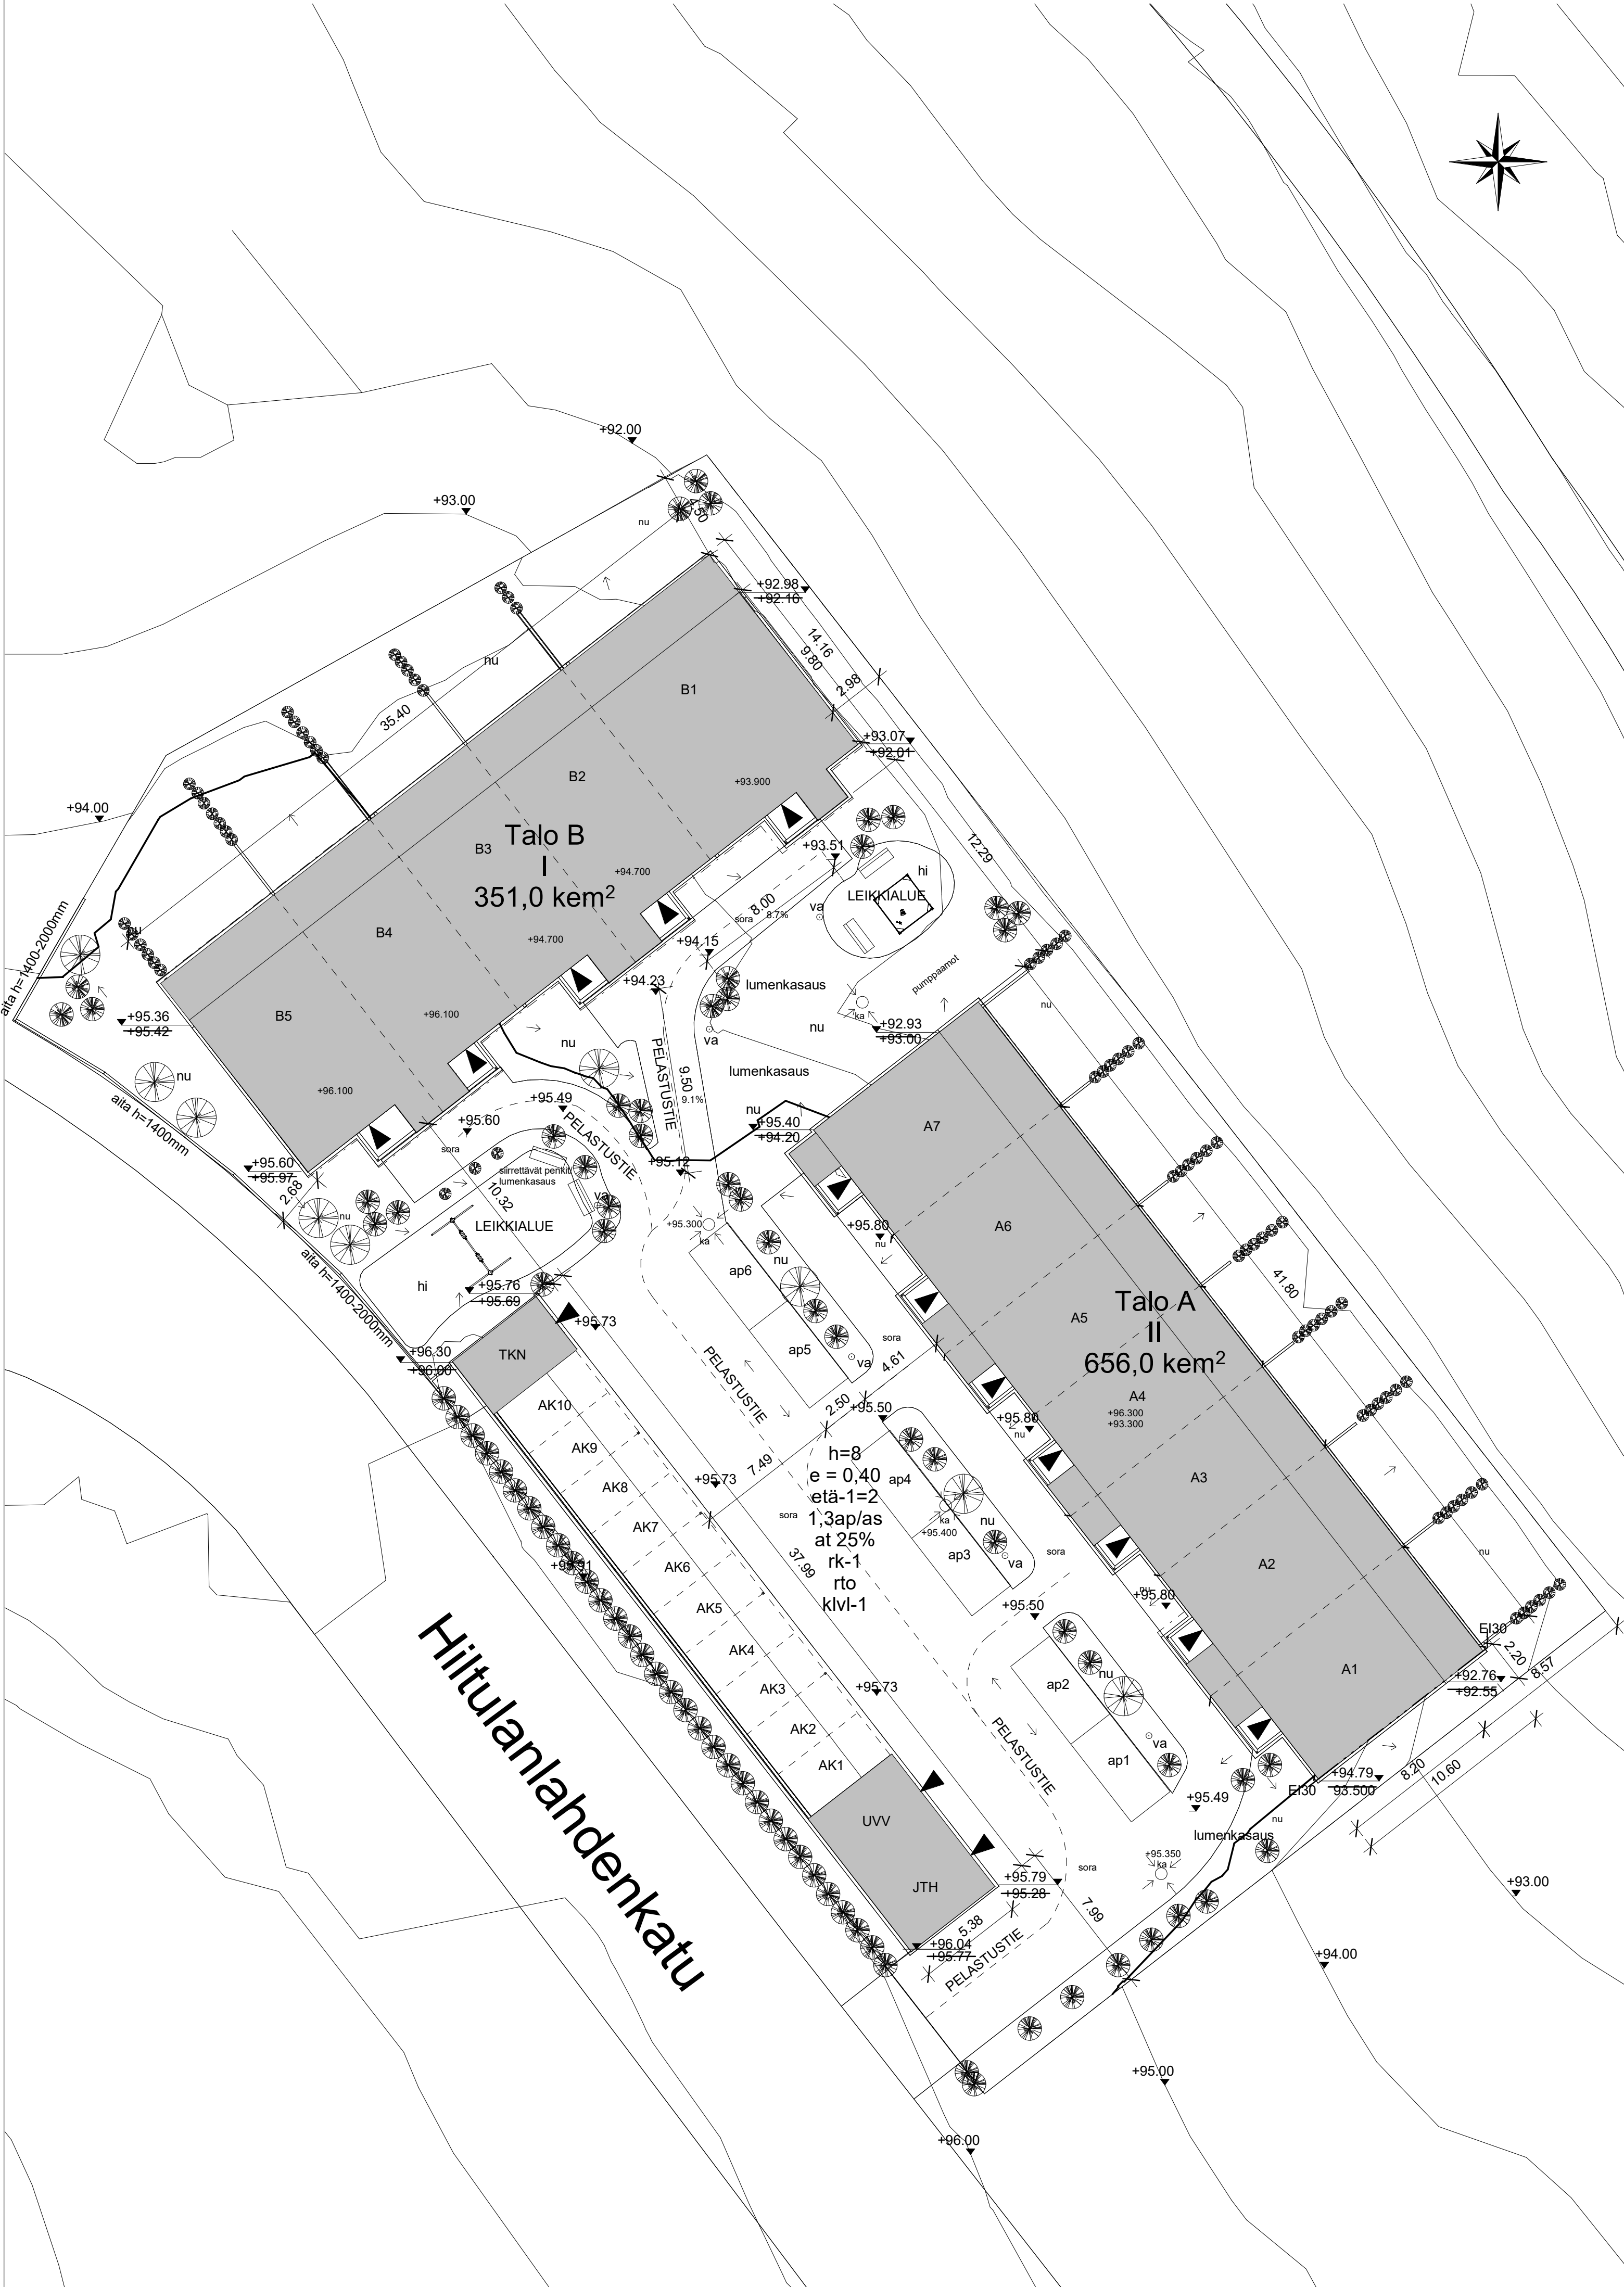 +92.00
+93.00
4.50
nu
+92.98
+92.10
14.16
9.80
2.98
nu
B1
35.40
+93.07
+92.01
B2
+93.900
+94.00
Talo B
I
351,0 kem²
B3
+94.700
+93.51
12.29
hi
LEIKKIALUE
va
8.00
sora
8.7%
B4
+94.700
+94.15
nu
aita h=1400-2000mm
pumppaamot
+94.23
lumenkasaus
nu
B5
+96.100
+95.36
+95.42
ka
+92.93
+93.00
nu
va
nu
PELASTUSTIE
9.50
9.1%
lumenkasaus
nu
+96.100
+95.49
nu
aita h=1400mm
+95.60
PELASTUSTIE
+95.40
+94.20
A7
sora
+95.12
+95.60
+95.97
2.68
siirrettävät penkit
lumenkasaus
va
10.32
nu
LEIKKIALUE
+95.300
ka
+95.80
nu
A6
aita h=1400-2000mm
hi
+95.76
+95.69
ap6
nu
41.80
+95.73
Talo A
II
656,0 kem²
A5
TKN
+96.30
+96.00
PELASTUSTIE
ap5
va
sora
4.61
2.50
+95.50
A4
+96.300
+93.300
AK10
+95.80
nu
AK9
AK8
AK7
AK6
AK5
AK4
AK3
AK2
AK1
7.49
+95.73
h=8
e = 0,40
etä-1=2
1,3ap/as
at 25%
rk-1
rto
klvl-1
ap4
A3
sora
ka
+95.400
nu
ap3
va
sora
37.99
nu
A2
+95.91
+95.50
nu
+95.80
EI30
2.20
8.57
Hiltulanlahdenkatu
+95.73
ap2
nu
A1
+92.76
+92.55
PELASTUSTIE
va
ap1
+95.49
+94.79
93.500
EI30
8.20
10.60
UVV
nu
lumenkasaus
+95.350
ka
sora
JTH
+95.79
+95.28
+93.00
7.99
5.38
+96.04
+95.77
PELASTUSTIE
+94.00
+95.00
+96.00